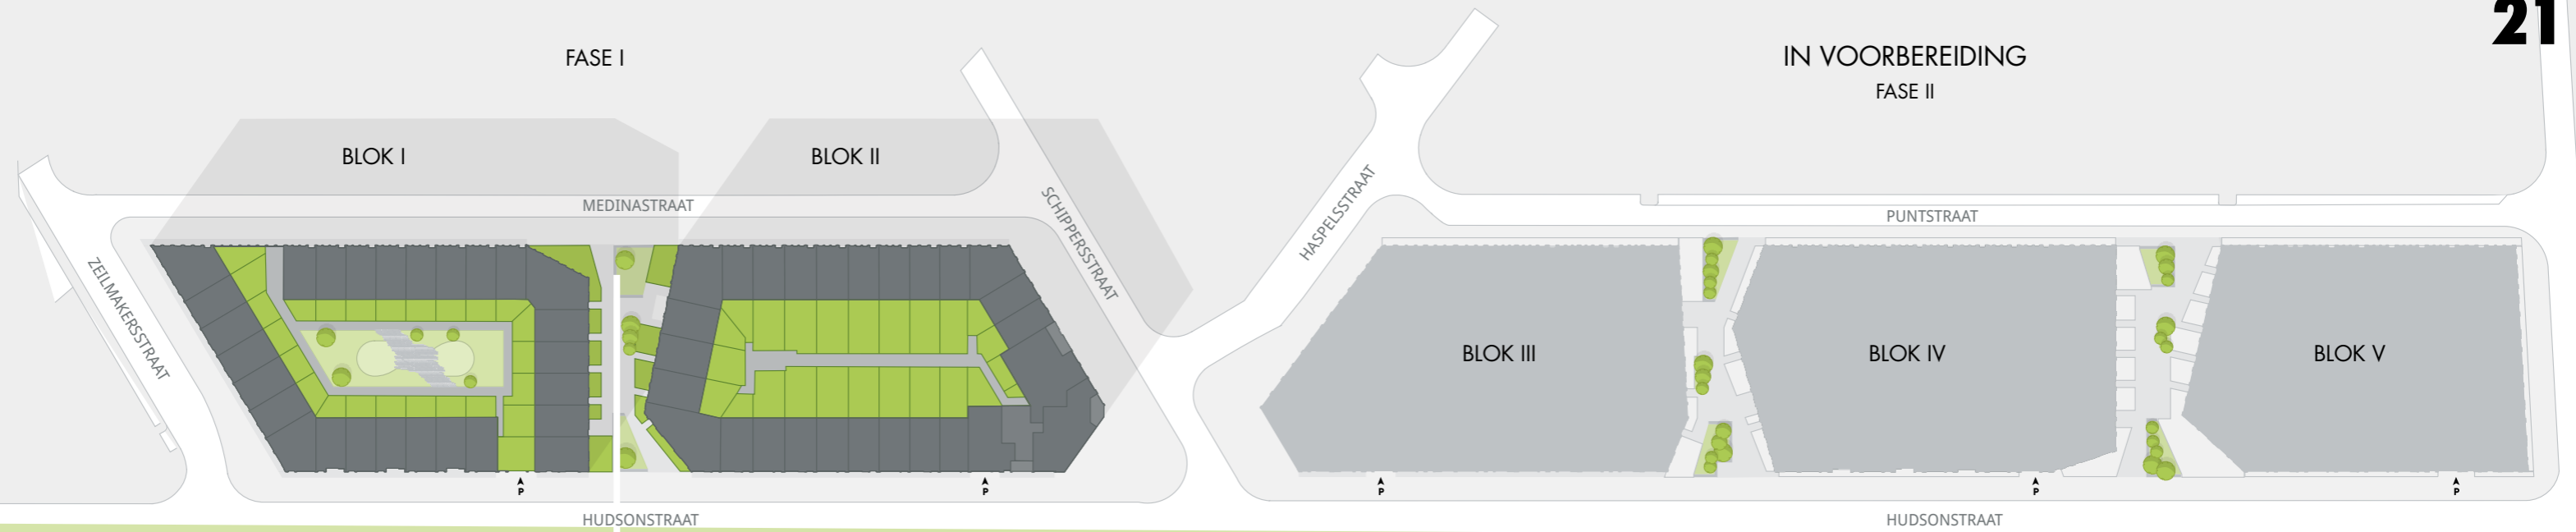 21
FASE I
IN VOORBEREIDING
FASE II
BLOK I
BLOK II
MEDINASTRAAT
SCHIPPERSSTRAAT
HASPELSSTRAAT
PUNTSTRAAT
ZEILMAKERSSTRAAT
BLOK III
BLOK IV
BLOK V
P
P
P
P
P
HUDSONSTRAAT
HUDSONSTRAAT